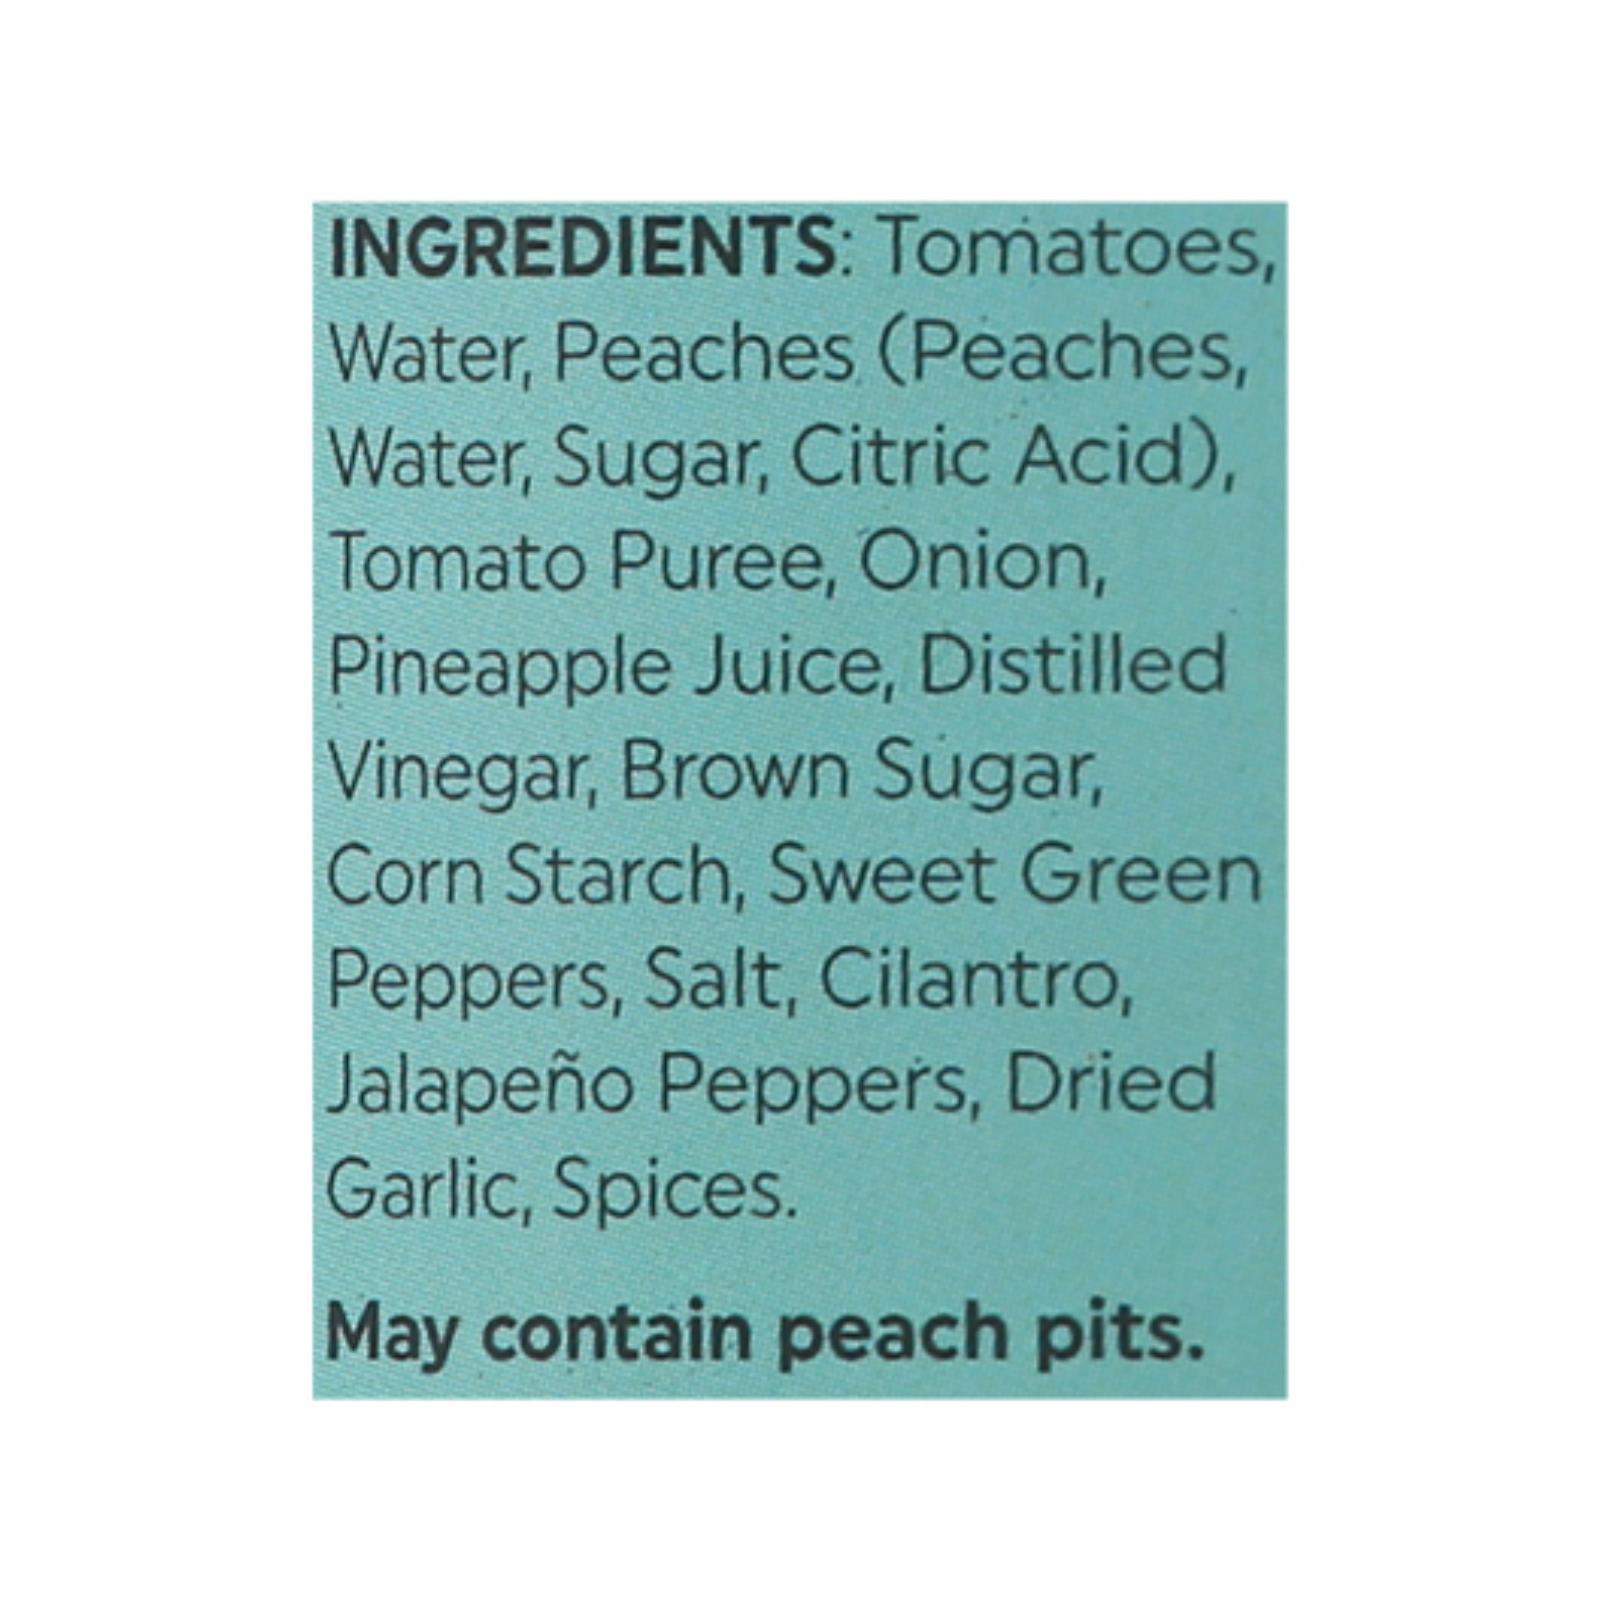 INGREDIENTS: Tomatoes,
Water, Peaches (Peaches,
Water, Sugar, Citric Acid),
Tomato Puree, Onion,
Pineapple Juice, Distilled
Vinegar, Brown Sugar,
Corn Starch, Sweet Green
Peppers, Salt, Cilantro,
Jalapeño Peppers, Dried
Garlic, Spices.
May contain peach pits.